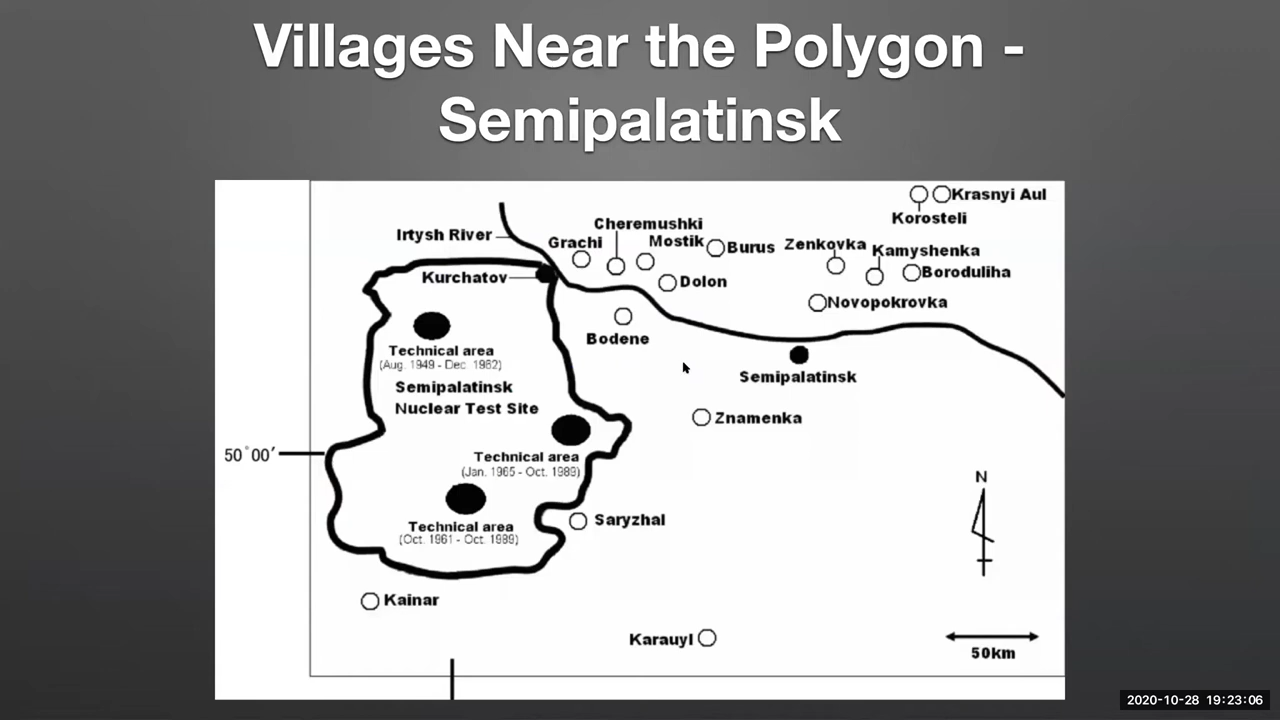 Villages Near the Polygon -
Semipalatinsk
Krasnyi Aul
Korosteli
Cheremushki
Irtysh River
Grachi
Mostik
Burus
Zenkovka
Kamyshenka
Kurchatov
Dolon
Boroduliha
Novopokrovka
Bodene
Technical area
(Aug. 1949 - Dec. 1962)
Semipalatinsk
Semipalatinsk
Nuclear Test Site
Znamenka
50°00′
Technical area
(Jan. 1965 - Oct. 1989)
N
Technical area
(Oct. 1961 - Oct. 1989)
Saryzhal
Kainar
Karauyl
50km
2020-10-28 19:23:06